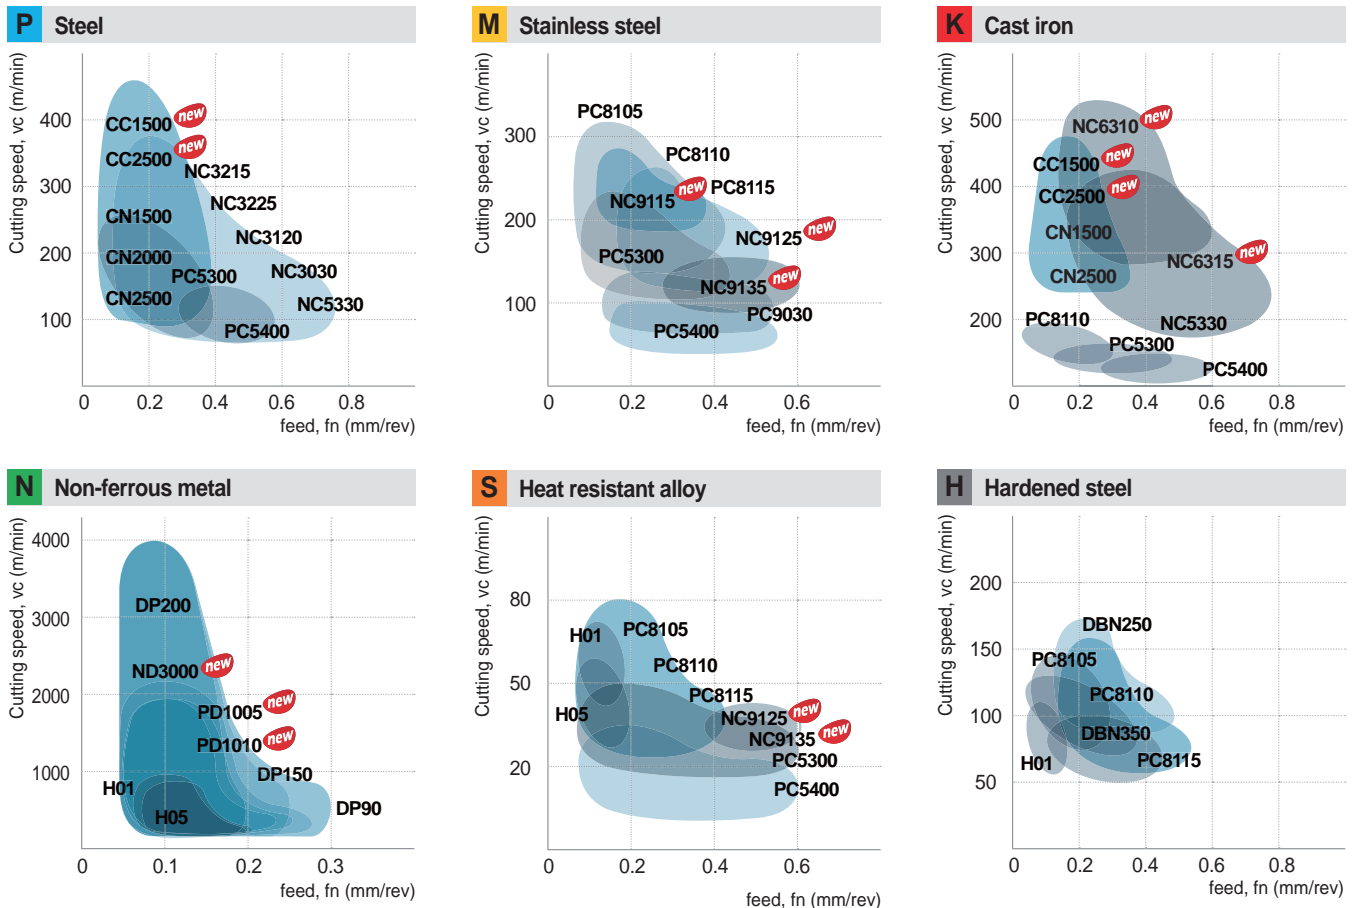 P Steel
Cutting speed, vc (m/min)
400
300
200
100
CC1500 new
CC2500 new
NC3215
NC3225
CN1500
NC3120
CN2000
PC5300
NC3030
CN2500
NC5330
PC5400
0 0.2 0.4 0.6 0.8
feed, fn (mm/rev)
M Stainless steel
Cutting speed, vc (m/min)
300
200
100
PC8105
PC8110
PC8115
NC9115 new
NC9125 new
PC5300
NC9135 new
PC9030
PC5400
0 0.2 0.4 0.6
feed, fn (mm/rev)
K Cast iron
Cutting speed, vc (m/min)
500
400
300
200
NC6310 new
CC1500 new
CC2500 new
CN1500
NC6315 new
CN2500
PC8110
NC5330
PC5300
PC5400
0 0.2 0.4 0.6 0.8
feed, fn (mm/rev)
N Non-ferrous metal
Cutting speed, vc (m/min)
4000
3000
2000
1000
DP200
ND3000 new
PD1005 new
PD1010 new
DP150
H01
DP90
H05
0 0.1 0.2 0.3
feed, fn (mm/rev)
S Heat resistant alloy
Cutting speed, vc (m/min)
80
50
20
H01
PC8105
PC8110
PC8115
H05
NC9125 new
NC9135 new
PC5300
PC5400
0 0.2 0.4 0.6
feed, fn (mm/rev)
H Hardened steel
Cutting speed, vc (m/min)
200
150
100
50
DBN250
PC8105
PC8110
DBN350
H01
PC8115
0 0.2 0.4 0.6 0.8
feed, fn (mm/rev)